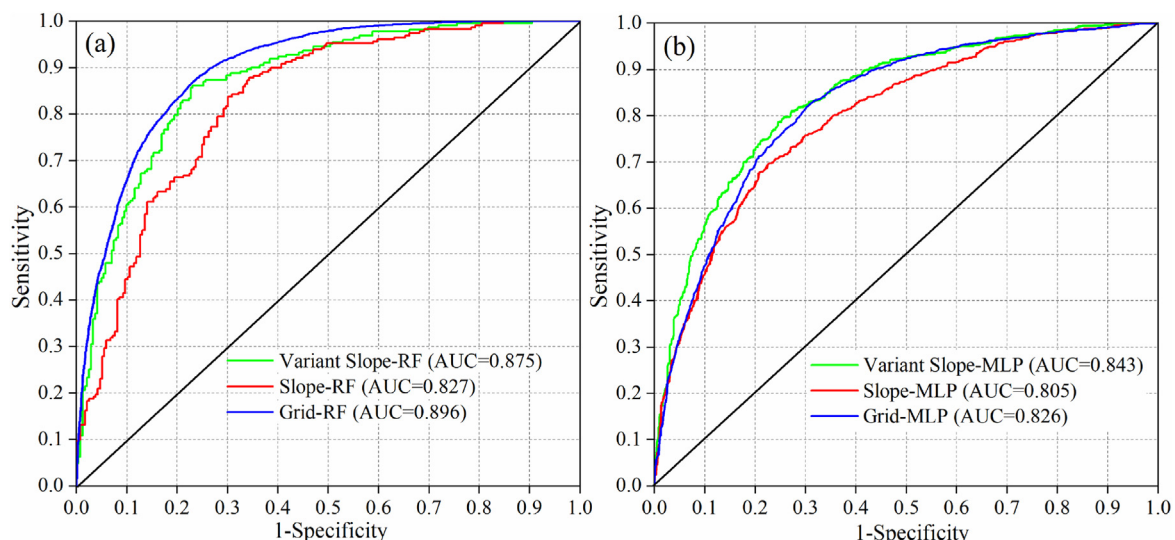 (a)
Sensitivity
1.0
0.9
0.8
0.7
0.6
0.5
0.4
0.3
0.2
0.1
0.0
Variant Slope-RF (AUC=0.875)
Slope-RF (AUC=0.827)
Grid-RF (AUC=0.896)
0.0 0.1 0.2 0.3 0.4 0.5 0.6 0.7 0.8 0.9 1.0
1-Specificity
(b)
Sensitivity
1.0
0.9
0.8
0.7
0.6
0.5
0.4
0.3
0.2
0.1
0.0
Variant Slope-MLP (AUC=0.843)
Slope-MLP (AUC=0.805)
Grid-MLP (AUC=0.826)
0.0 0.1 0.2 0.3 0.4 0.5 0.6 0.7 0.8 0.9 1.0
1-Specificity